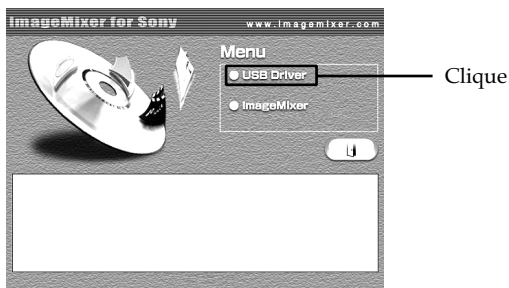 ImageMixer for Sony
www.imagemixer.com
Menu
USB Driver
Clique
ImageMixer